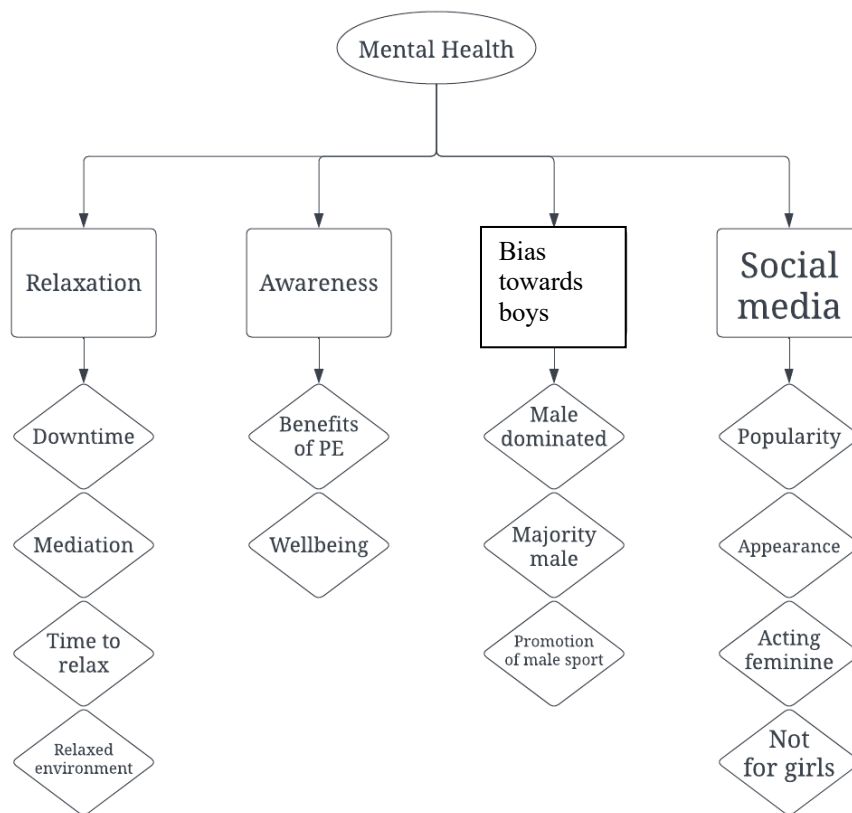 Mental Health
Relaxation
Awareness
Bias
towards
boys
Social
media
Downtime
Mediation
Time to
relax
Relaxed
environment
Benefits
of PE
Wellbeing
Male
dominated
Majority
male
Promotion
of male sport
Popularity
Appearance
Acting
feminine
Not
for girls